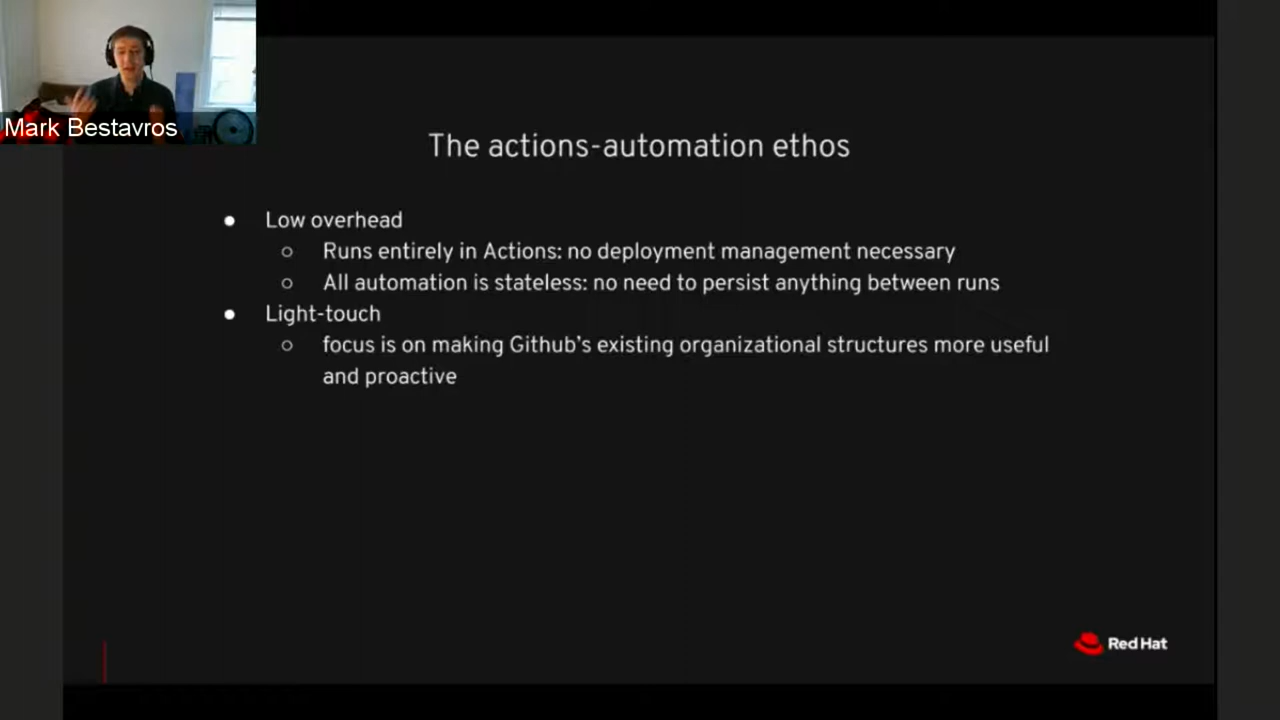 Mark Bestavros
The actions-automation ethos
● Low overhead
○ Runs entirely in Actions: no deployment management necessary
○ All automation is stateless: no need to persist anything between runs
● Light-touch
○ focus is on making Github's existing organizational structures more useful
and proactive
Red Hat